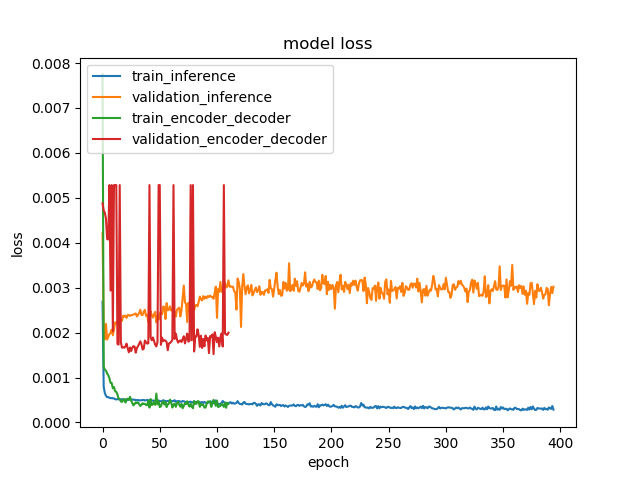 model loss
train_inference
validation_inference
train_encoder_decoder
validation_encoder_decoder
loss
0.008
0.007
0.006
0.005
0.004
0.003
0.002
0.001
0.000
0 50 100 150 200 250 300 350 400
epoch